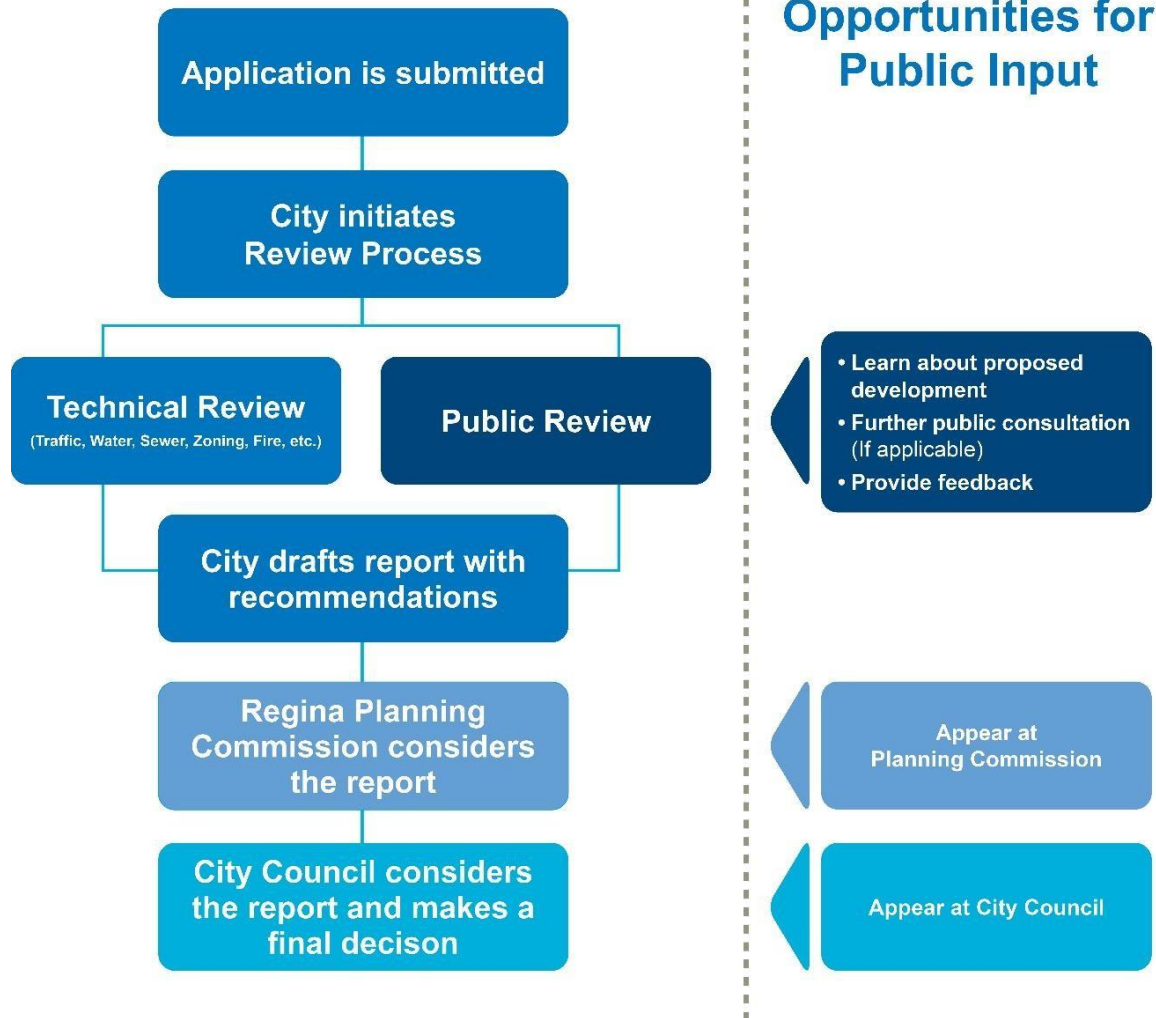 Opportunities for
Public Input
Application is submitted
City initiates
Review Process
Technical Review
(Traffic, Water, Sewer, Zoning, Fire, etc.)
Public Review
• Learn about proposed
development
• Further public consultation
(If applicable)
• Provide feedback
City drafts report with
recommendations
Regina Planning
Commission considers
the report
Appear at
Planning Commission
City Council considers
the report and makes a
final decison
Appear at City Council